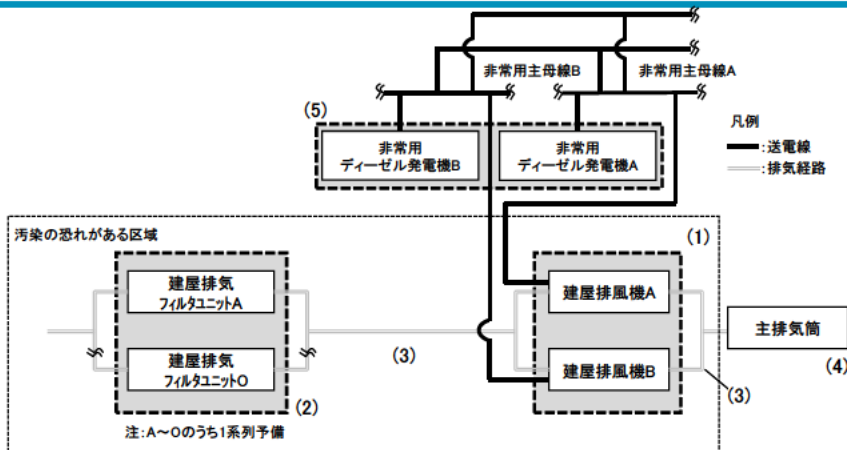 非常用主母線B
非常用主母線A
(5)
凡例
非常用
ディーゼル発電機B
非常用
ディーゼル発電機A
:送電線
:排気経路
汚染の恐れがある区域
(1)
建屋排気
フィルタユニットA
建屋排風機A
主排気筒
(3)
建屋排気
フィルタユニットO
建屋排風機B
(4)
(3)
(2)
注:A~Oのうち1系列予備